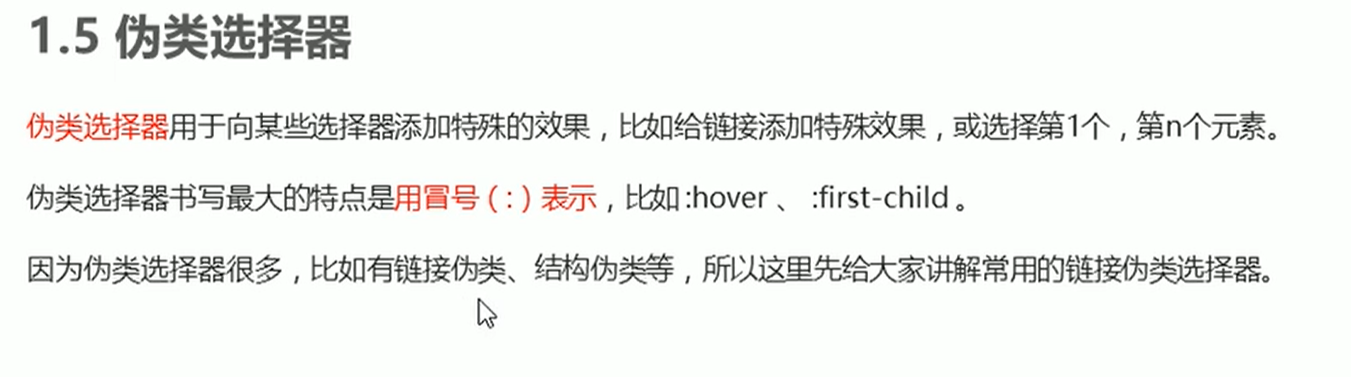 1.5 伪类选择器
伪类选择器用于向某些选择器添加特殊的效果，比如给链接添加特殊效果，或选择第1个，第n个元素。
伪类选择器书写最大的特点是用冒号（:）表示，比如 :hover 、 :first-child 。
因为伪类选择器很多，比如有链接伪类、结构伪类等，所以这里先给大家讲解常用的链接伪类选择器。